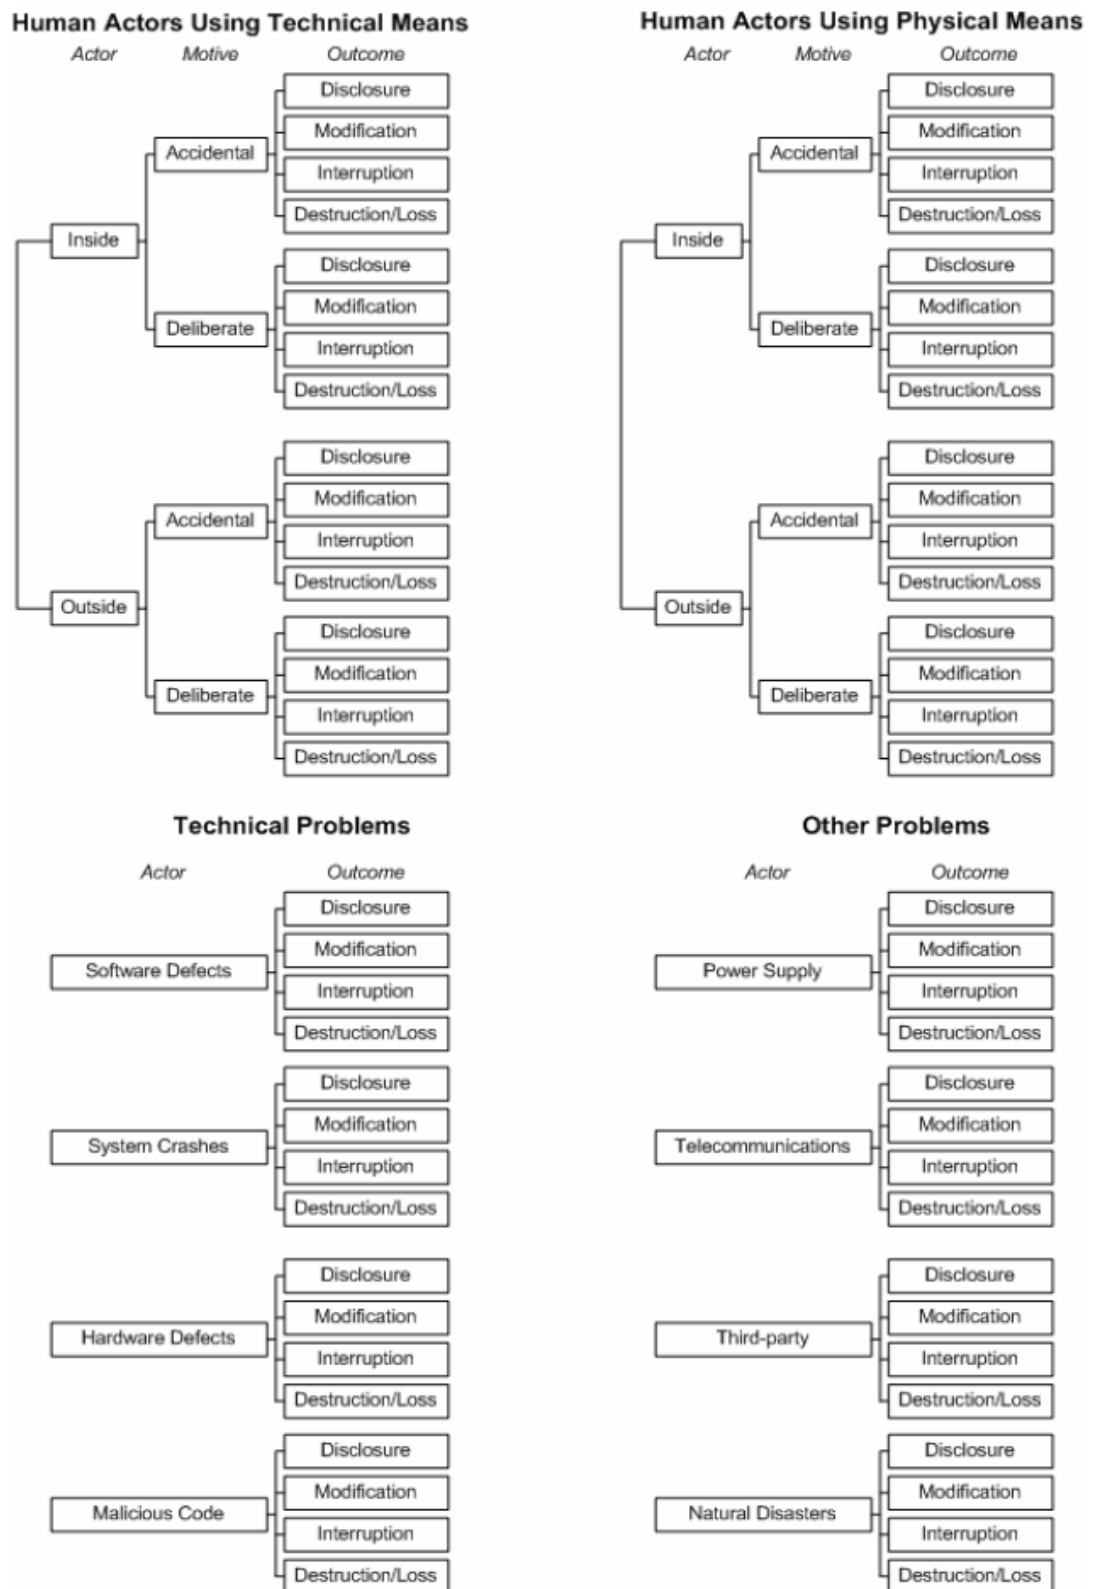 Human Actors Using Technical Means
Actor Motive Outcome
Disclosure
Modification
Accidental
Interruption
Destruction/Loss
Inside
Disclosure
Modification
Deliberate
Interruption
Destruction/Loss
Disclosure
Modification
Accidental
Interruption
Destruction/Loss
Outside
Disclosure
Modification
Deliberate
Interruption
Destruction/Loss
Human Actors Using Physical Means
Actor Motive Outcome
Disclosure
Modification
Accidental
Interruption
Destruction/Loss
Inside
Disclosure
Modification
Deliberate
Interruption
Destruction/Loss
Disclosure
Modification
Accidental
Interruption
Destruction/Loss
Outside
Disclosure
Modification
Deliberate
Interruption
Destruction/Loss
Technical Problems
Actor Outcome
Disclosure
Modification
Software Defects
Interruption
Destruction/Loss
Disclosure
Modification
System Crashes
Interruption
Destruction/Loss
Disclosure
Modification
Hardware Defects
Interruption
Destruction/Loss
Disclosure
Modification
Malicious Code
Interruption
Destruction/Loss
Other Problems
Actor Outcome
Disclosure
Modification
Power Supply
Interruption
Destruction/Loss
Disclosure
Modification
Telecommunications
Interruption
Destruction/Loss
Disclosure
Modification
Third-party
Interruption
Destruction/Loss
Disclosure
Modification
Natural Disasters
Interruption
Destruction/Loss